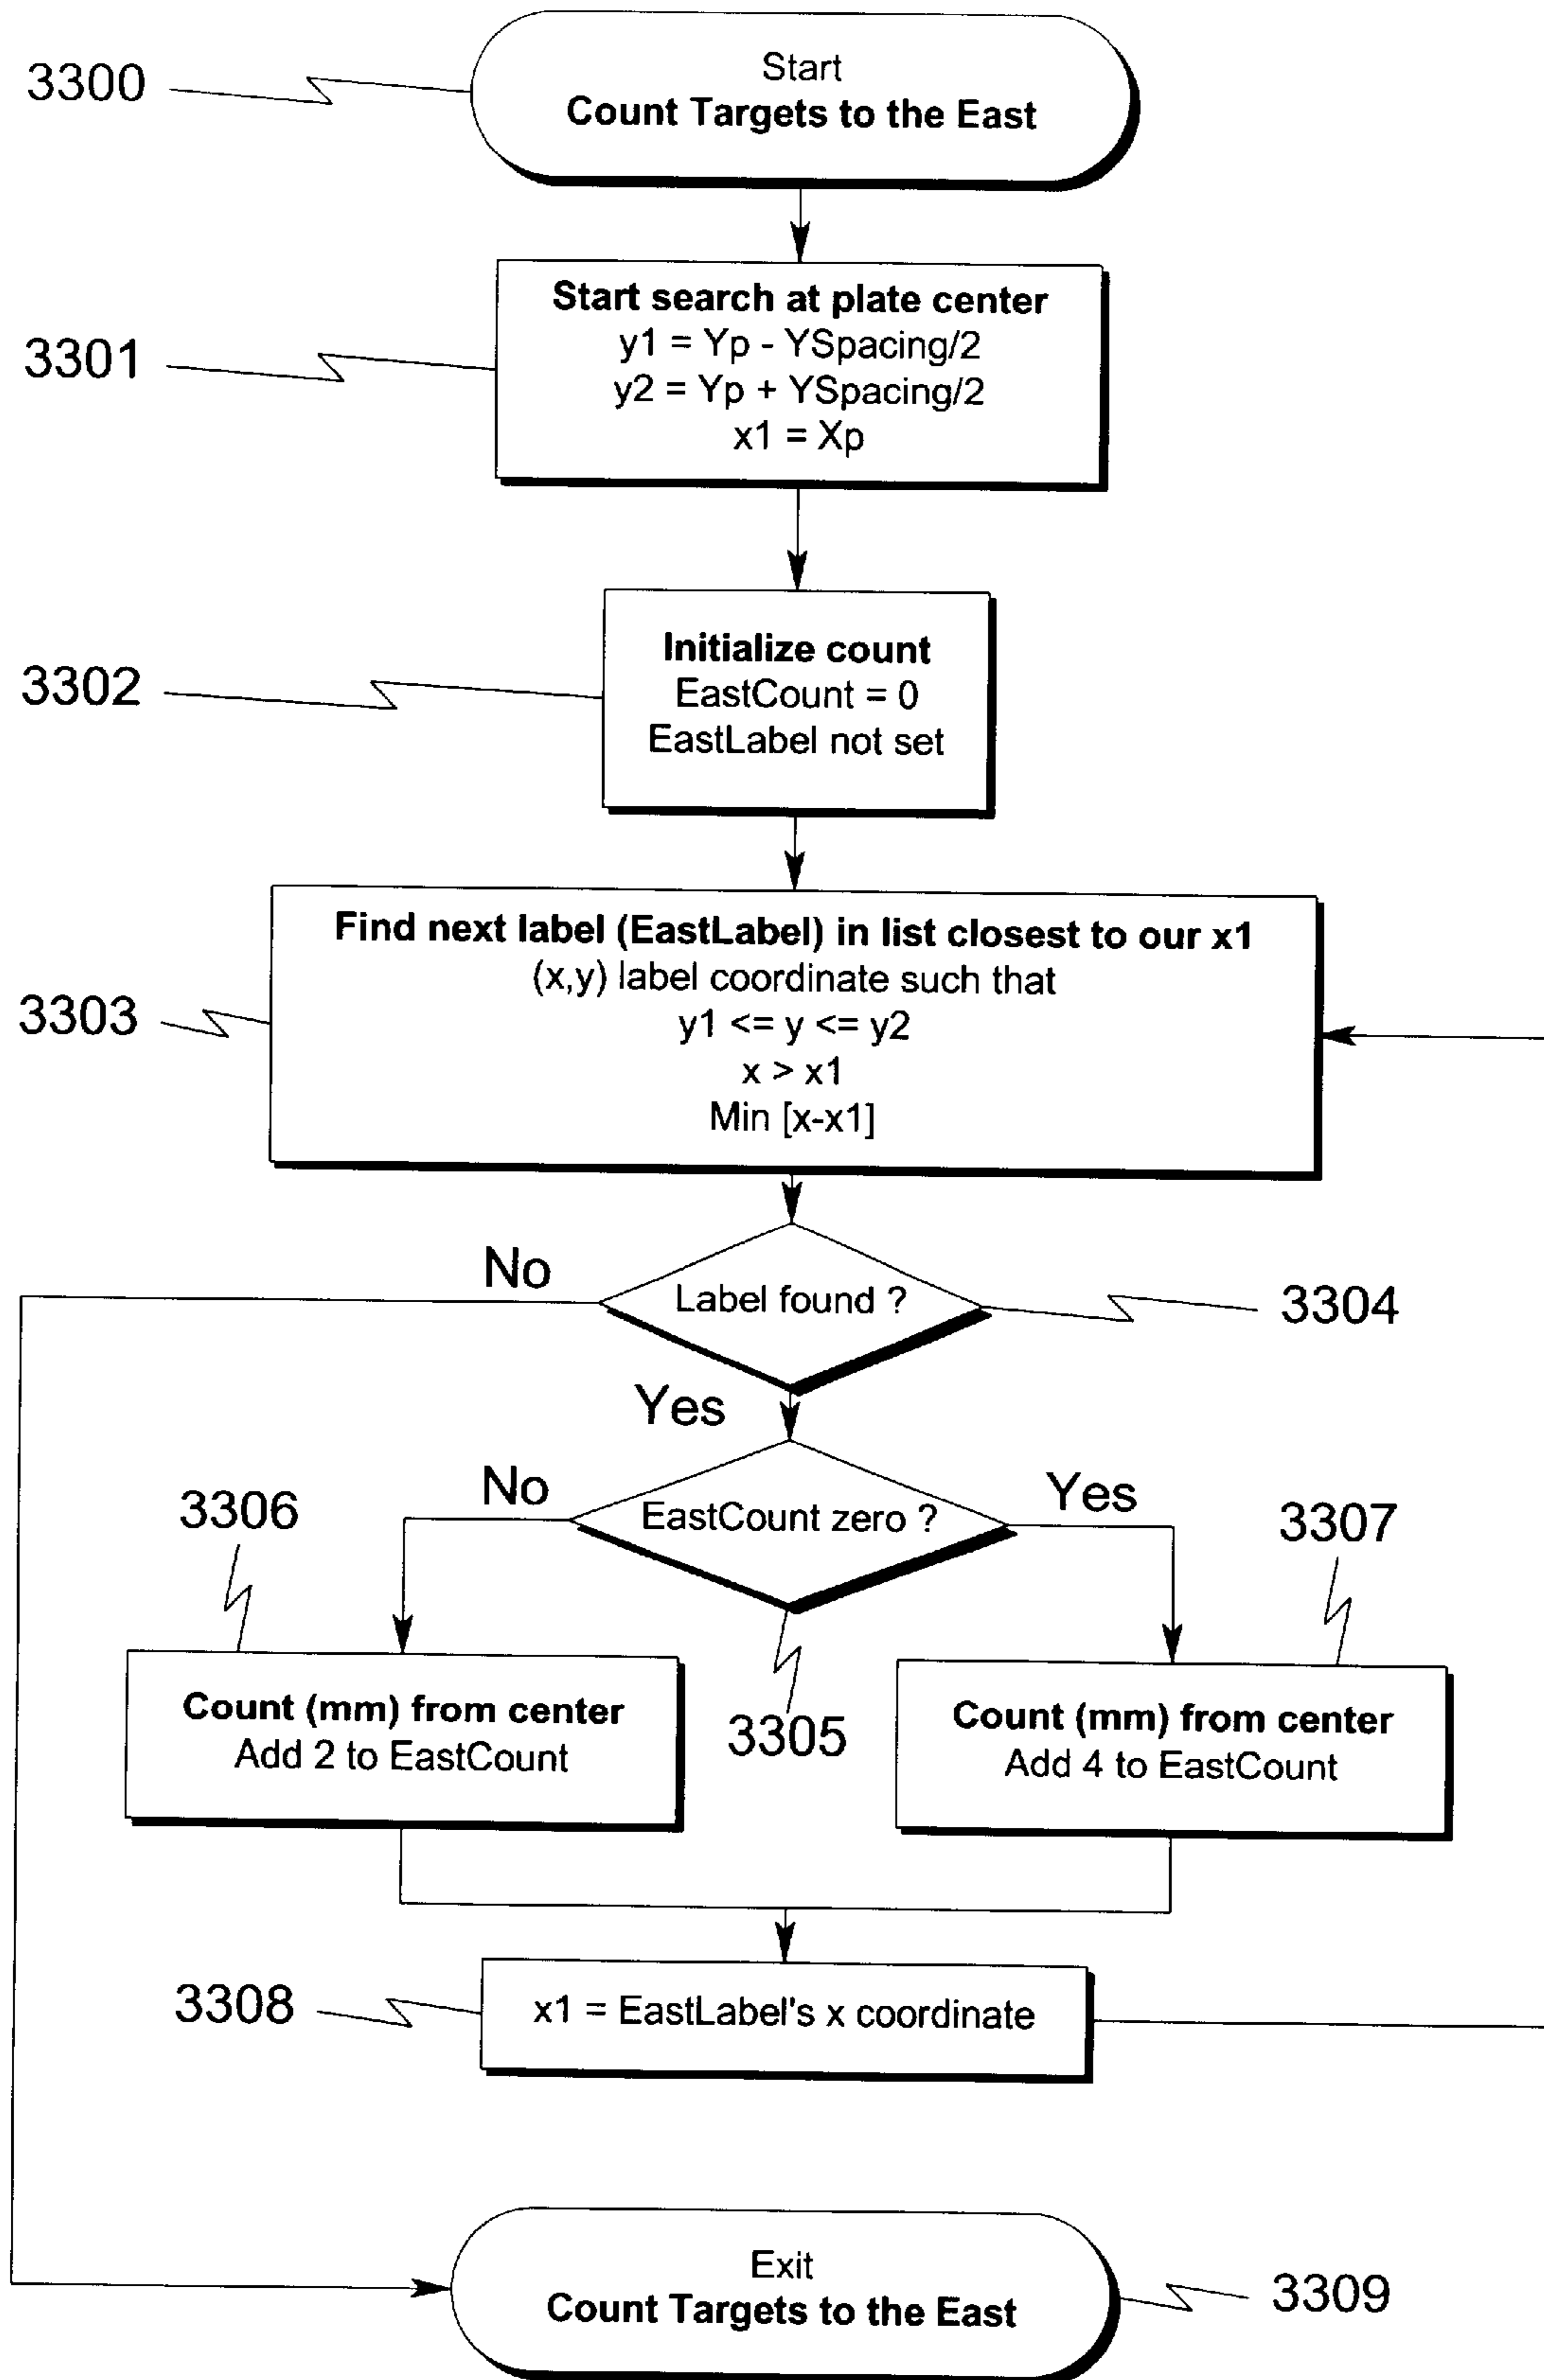 3300
Start
Count Targets to the East
3301
Start search at plate center
y1 = Yp - YSpacing/2
y2 = Yp + YSpacing/2
x1 = Xp
3302
Initialize count
EastCount = 0
EastLabel not set
3303
Find next label (EastLabel) in list closest to our x1
(x,y) label coordinate such that
y1 <= y <= y2
x > x1
Min [x-x1]
No
Label found ?
3304
Yes
No
EastCount zero ?
Yes
3306
3307
3305
Count (mm) from center
Add 2 to EastCount
Count (mm) from center
Add 4 to EastCount
3308
x1 = EastLabel's x coordinate
Exit
Count Targets to the East
3309